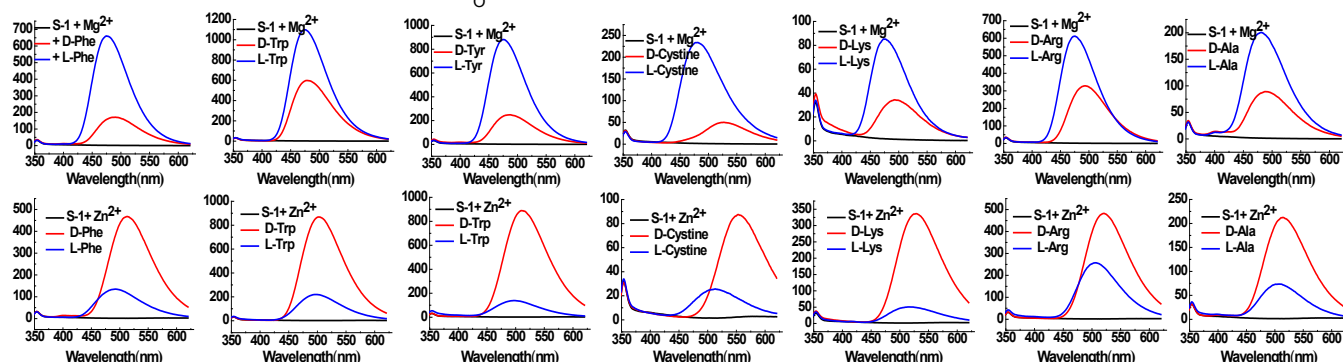 O
S-1 + Mg2+
+ D-Phe
+ L-Phe
700
600
500
400
300
200
100
0
350 400 450 500 550 600
Wavelength(nm)
S-1 + Mg2+
D-Trp
L-Trp
1200
1000
800
600
400
200
0
350 400 450 500 550 600
Wavelength(nm)
S-1 + Mg2+
D-Tyr
L-Tyr
1000
800
600
400
200
0
350 400 450 500 550 600
Wavelength(nm)
S-1 + Mg2+
D-Cystine
L-Cystine
250
200
150
100
50
0
350 400 450 500 550 600
Wavelength(nm)
S-1 + Mg2+
D-Lys
L-Lys
100
80
60
40
20
0
350 400 450 500 550 600
Wavelength(nm)
S-1 + Mg2+
D-Arg
L-Arg
700
600
500
400
300
200
100
0
350 400 450 500 550 600
Wavelength(nm)
S-1 + Mg2+
D-Ala
L-Ala
200
150
100
50
0
350 400 450 500 550 600
Wavelength(nm)
S-1+ Zn2+
D-Phe
L-Phe
500
400
300
200
100
0
350 400 450 500 550 600
Wavelength(nm)
S-1+ Zn2+
D-Trp
L-Trp
1000
800
600
400
200
0
350 400 450 500 550 600
Wavelength(nm)
S-1+ Zn2+
D-Trp
L-Trp
1000
800
600
400
200
0
350 400 450 500 550 600
Wavelength(nm)
S-1+ Zn2+
D-Cystine
L-Cystine
100
80
60
40
20
0
350 400 450 500 550 600
Wavelength(nm)
S-1+ Zn2+
D-Lys
L-Lys
350
300
250
200
150
100
50
0
350 400 450 500 550 600
Wavelength(nm)
S-1+ Zn2+
D-Arg
L-Arg
500
400
300
200
100
0
350 400 450 500 550 600
Wavelength(nm)
S-1+ Zn2+
D-Ala
L-Ala
250
200
150
100
50
0
350 400 450 500 550 600
Wavelength(nm)